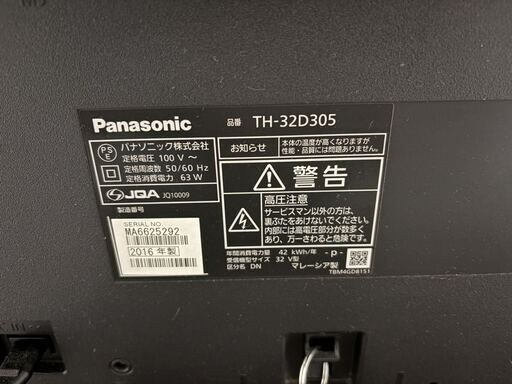 Panasonic 品番 TH-32D305
PSE パナソニック株式会社
定格電圧 100 V ～
定格周波数 50/60 Hz
定格消費電力 63 W
JQA JQ10009
製造番号
SERIAL NO.
MA6625292
2016 年製
お知らせ 本体の温度が高くなりますが
性能・品質には問題ありません。
警告
高圧注意
サービスマン以外の方は、
裏ぶたをあけないでください。
内部には高電圧部分が数多く
あり、万一さわると危険です。
年間消費電力量 42 kWh/年 -p-
受信機型サイズ 32 V型
区分名 DN マレーシア製
TBM4GD8151
IN